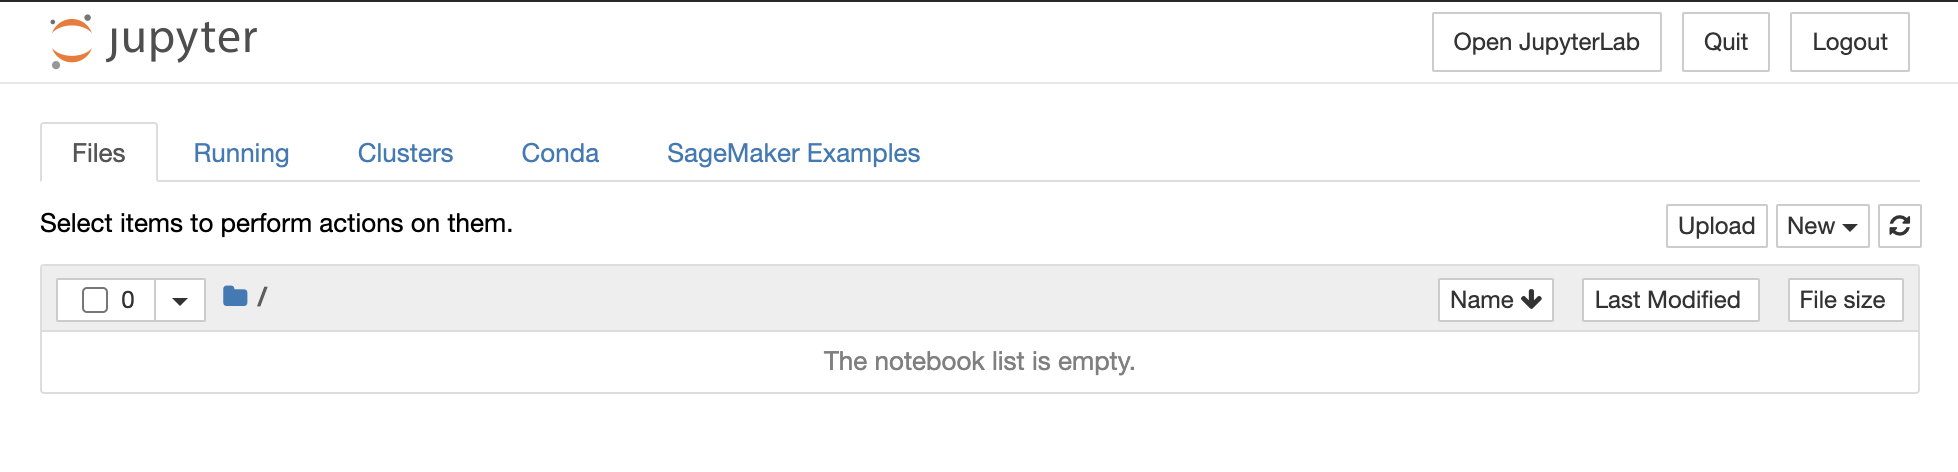 jupyter
Open JupyterLab Quit Logout
Files Running Clusters Conda SageMaker Examples
Select items to perform actions on them.
Upload New
0 / Name Last Modified File size
The notebook list is empty.